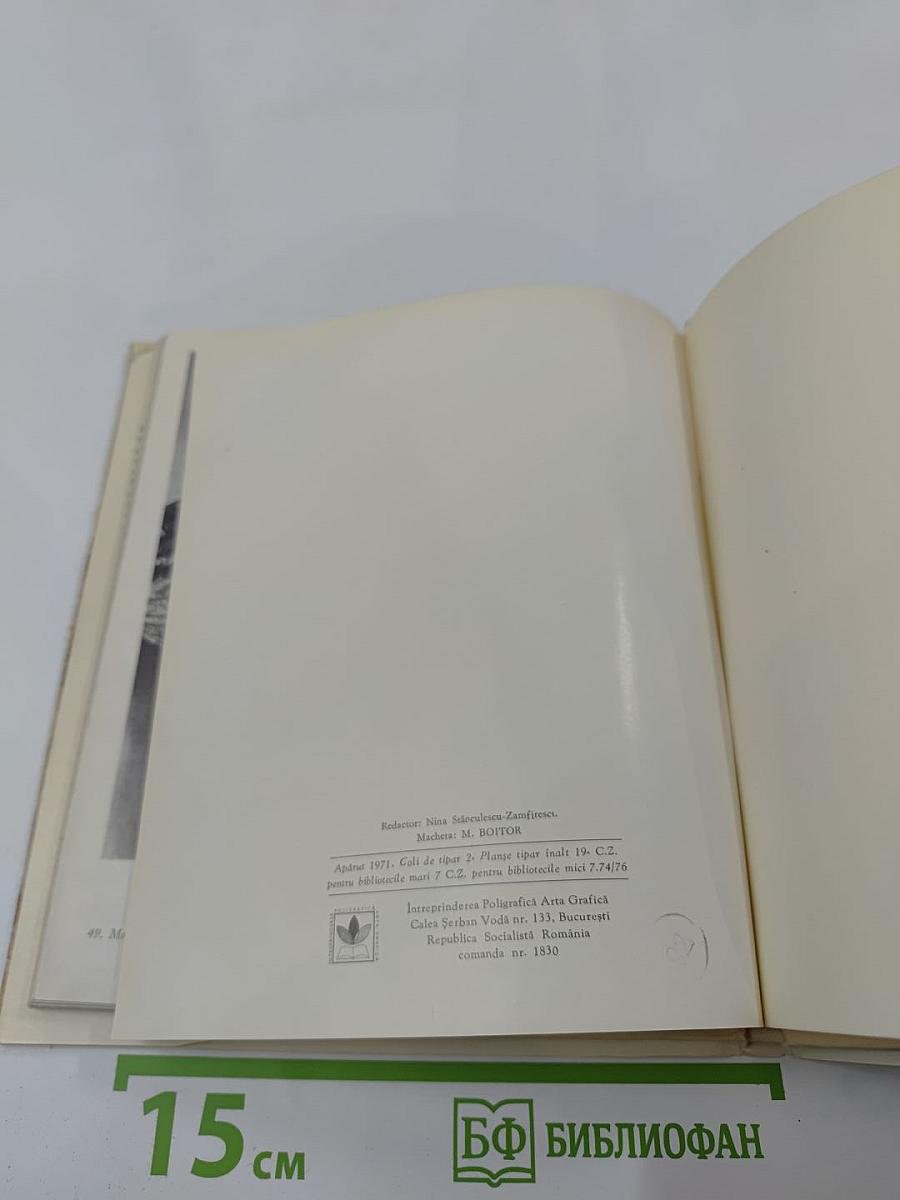 Redactor: Nina Stănculescu-Zamfirescu
Macheta: M. BOITOR
Apărut 1971. Coli de tipar 2. Planșe tipar înalt 19. C.Z.
pentru bibliotecile mari 7 C.Z. pentru bibliotecile mici 7.74/76
Întreprinderea Poligrafică Arta Grafică
Calea Șerban Vodă nr. 133, București
Republica Socialistă România
comanda nr. 1830
49. Ma
15 см
БФ БИБЛИОФАН